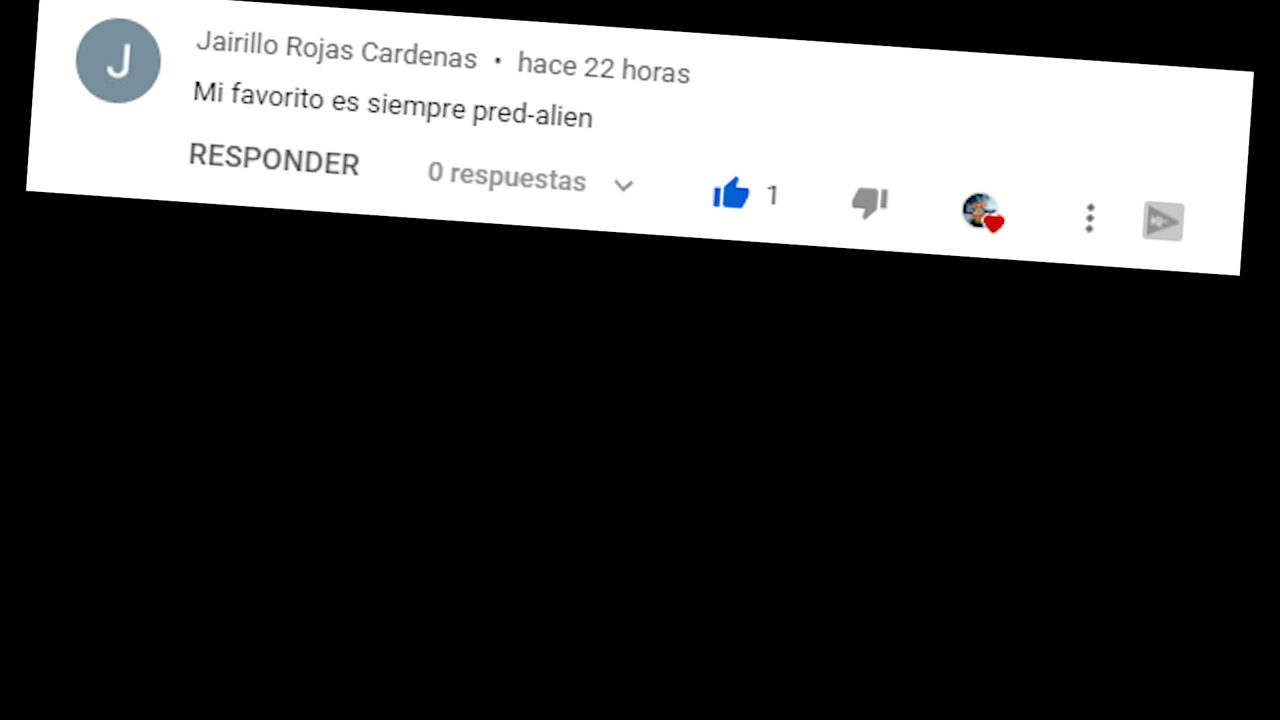 J
Jairillo Rojas Cardenas • hace 22 horas
Mi favorito es siempre pred-alien
RESPONDER 0 respuestas 1